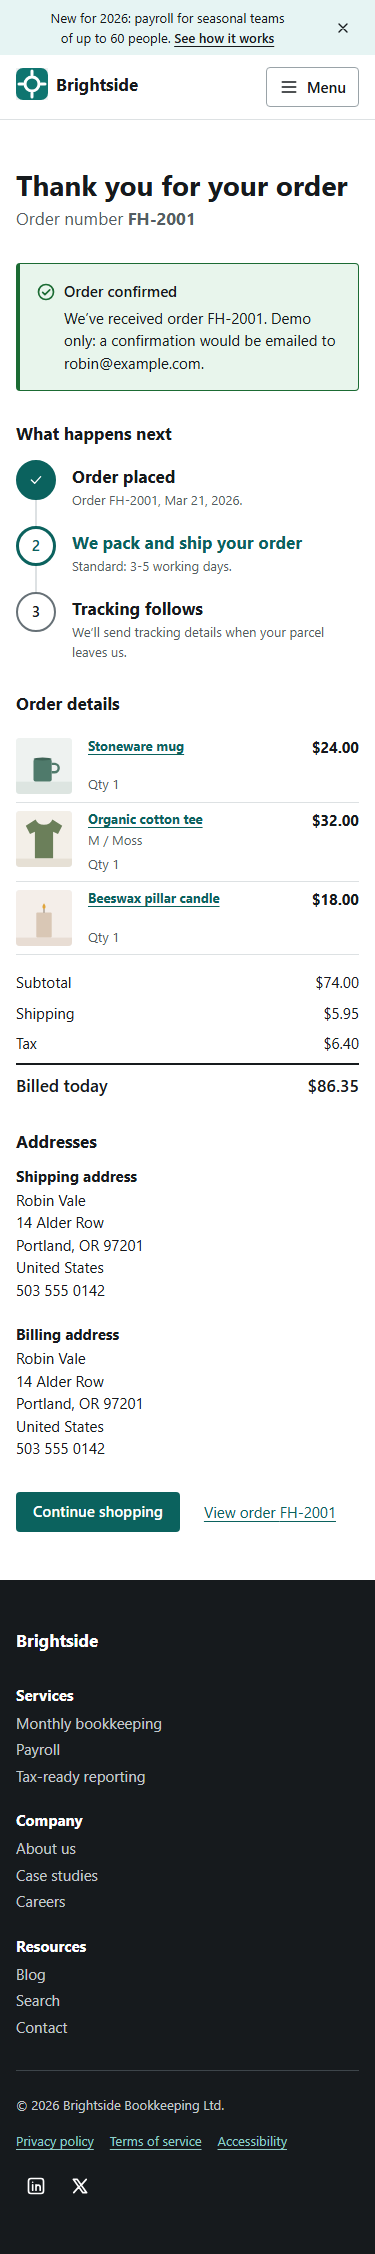 New for 2026: payroll for seasonal teams
of up to 60 people. See how it works
Brightside
Menu
Thank you for your order
Order number FH-2001
Order confirmed
We’ve received order FH-2001. Demo
only: a confirmation would be emailed to
robin@example.com.
What happens next
Order placed
Order FH-2001, Mar 21, 2026.
2
We pack and ship your order
Standard: 3-5 working days.
3
Tracking follows
We’ll send tracking details when your parcel
leaves us.
Order details
Stoneware mug
$24.00
Qty 1
Organic cotton tee
$32.00
M / Moss
Qty 1
Beeswax pillar candle
$18.00
Qty 1
Subtotal
$74.00
Shipping
$5.95
Tax
$6.40
Billed today
$86.35
Addresses
Shipping address
Robin Vale
14 Alder Row
Portland, OR 97201
United States
503 555 0142
Billing address
Robin Vale
14 Alder Row
Portland, OR 97201
United States
503 555 0142
Continue shopping
View order FH-2001
Brightside
Services
Monthly bookkeeping
Payroll
Tax-ready reporting
Company
About us
Case studies
Careers
Resources
Blog
Search
Contact
© 2026 Brightside Bookkeeping Ltd.
Privacy policy
Terms of service
Accessibility